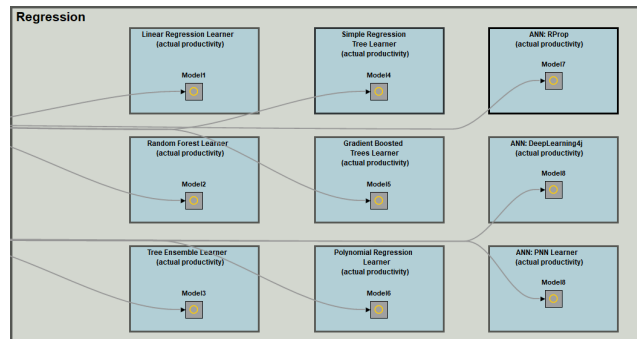 Regression
Linear Regression Learner
(actual productivity)
Model1
Simple Regression
Tree Learner
(actual productivity)
Model4
ANN: RProp
(actual productivity)
Model7
Random Forest Learner
(actual productivity)
Model2
Gradient Boosted
Trees Learner
(actual productivity)
Model5
ANN: DeepLearning4j
(actual productivity)
Model8
Tree Ensemble Learner
(actual productivity)
Model3
Polynomial Regression
Learner
(actual productivity)
Model6
ANN: PNN Learner
(actual productivity)
Model8